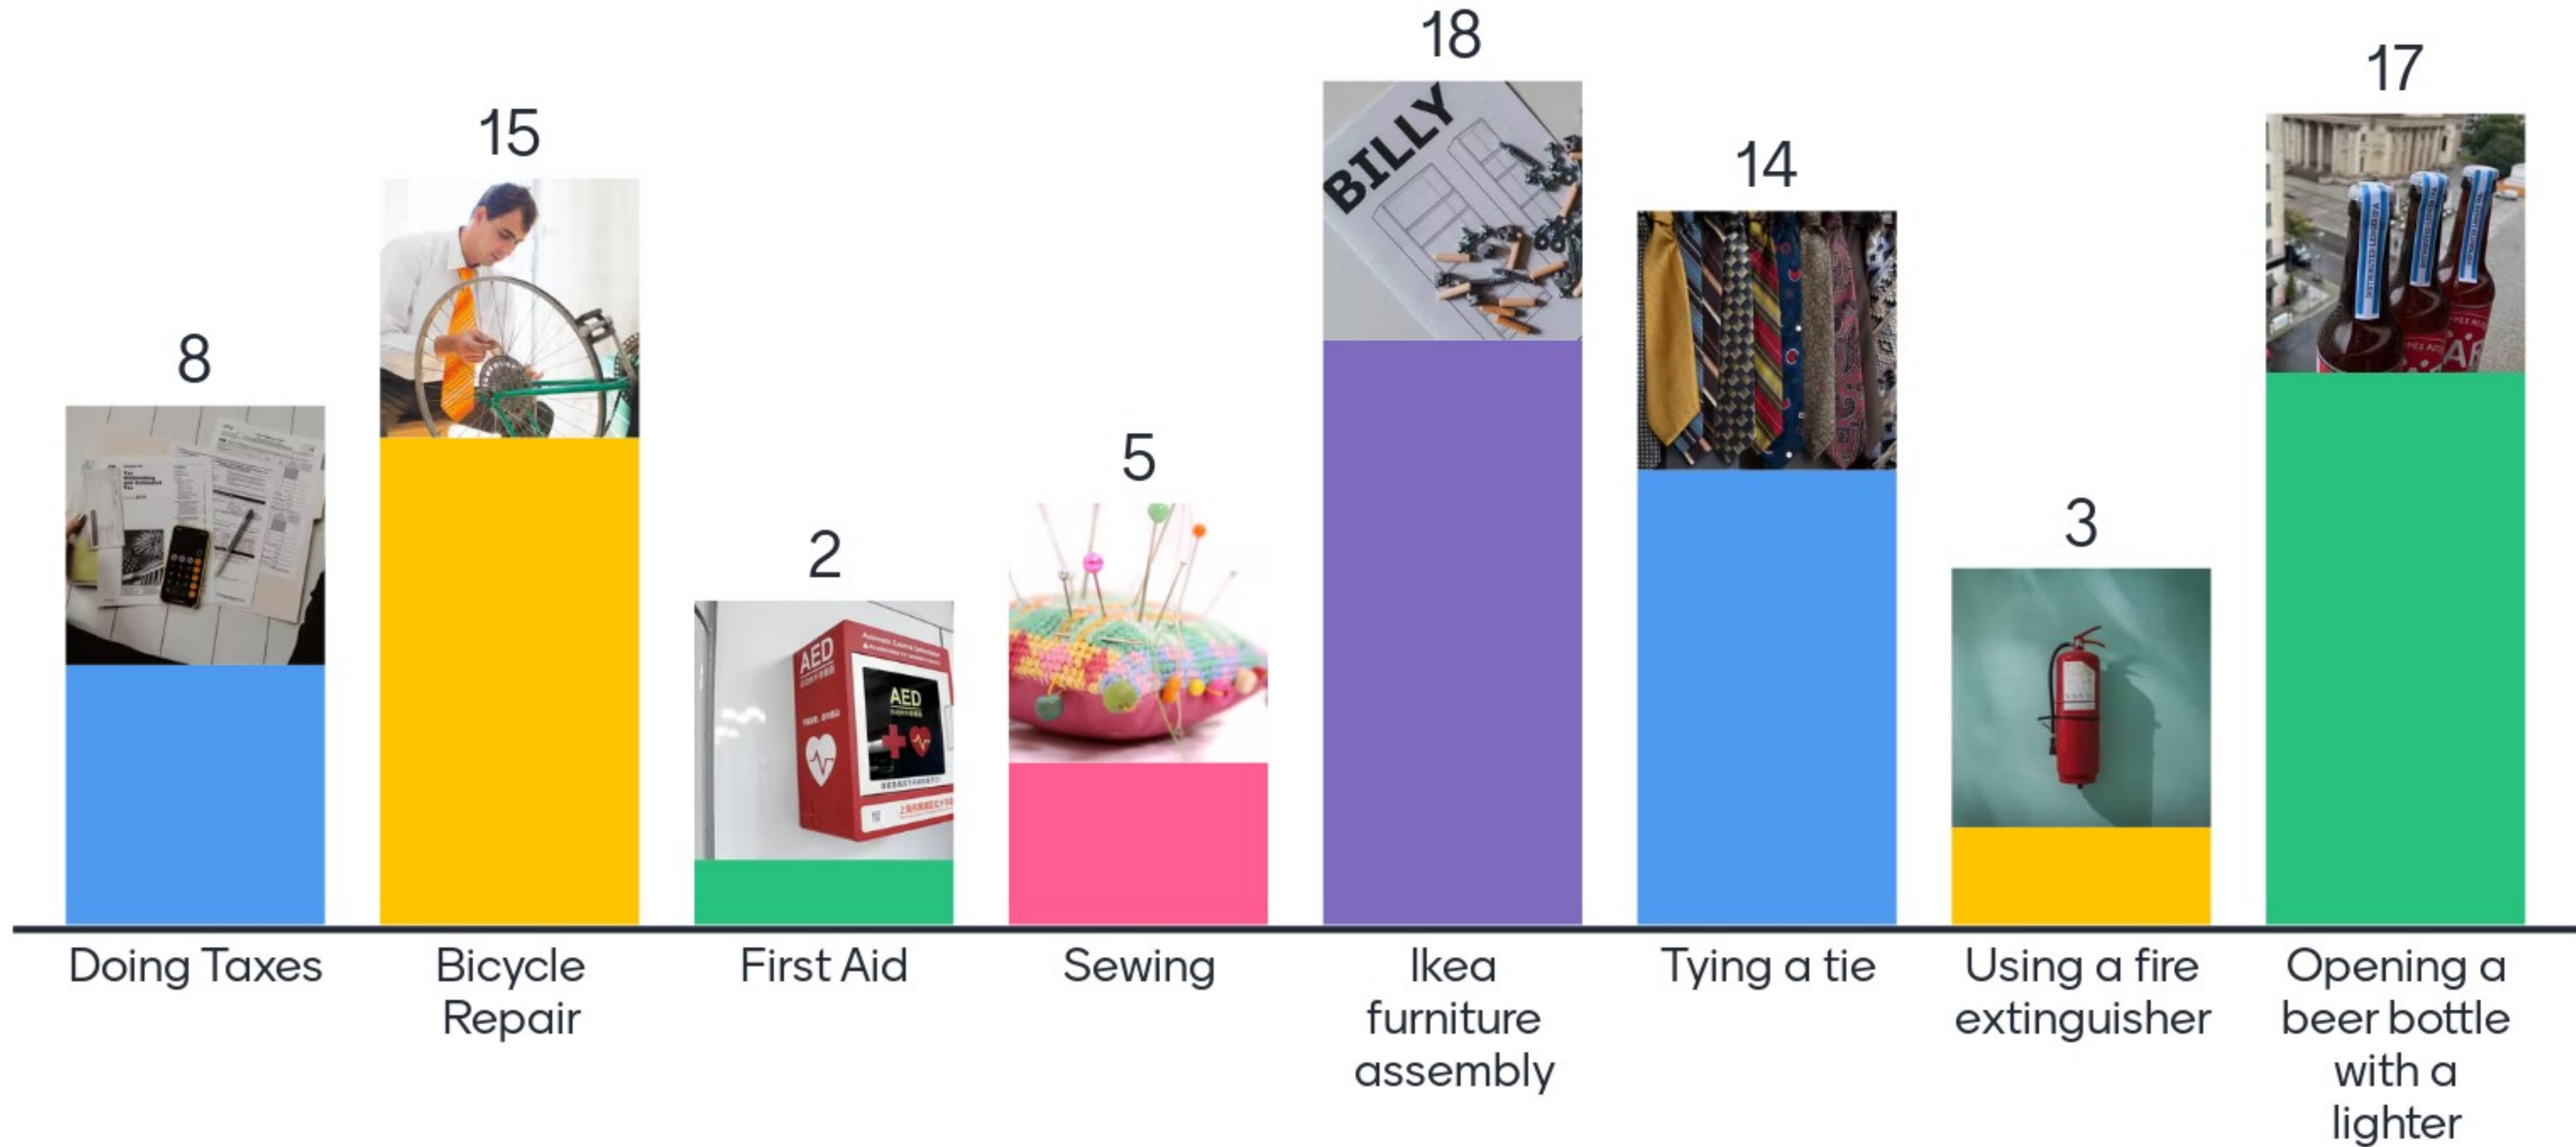 18
17
15
14
8
5
3
2
BILLY
AED
AED
Doing Taxes
Bicycle
Repair
First Aid
Sewing
Ikea
furniture
assembly
Tying a tie
Using a fire
extinguisher
Opening a
beer bottle
with a
lighter